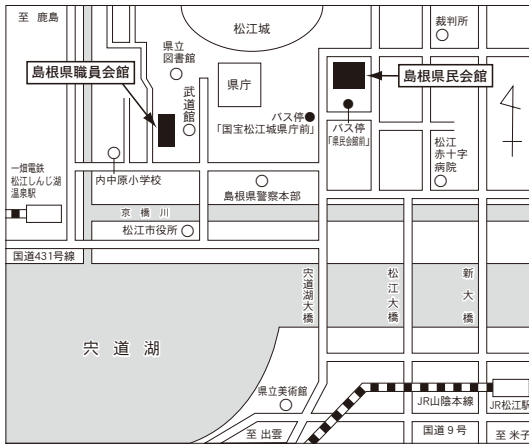 至 鹿島
松江城
裁判所
県立
図書館
島根県職員会館
武道館
県庁
島根県民会館
バス停
「国宝松江城県庁前」
バス停
「県民会館前」
松江
赤十字
病院
一畑電鉄
松江しんじ湖
温泉駅
内中原小学校
島根県警察本部
京橋川
松江市役所
国道431号線
宍道湖大橋
松江大橋
新大橋
宍道湖
県立美術館
JR山陰本線
JR松江駅
至 出雲
国道9号
至 米子